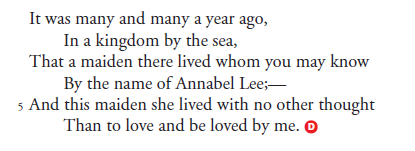 It was many and many a year ago,
In a kingdom by the sea,
That a maiden there lived whom you may know
By the name of Annabel Lee;—
5 And this maiden she lived with no other thought
Than to love and be loved by me. D